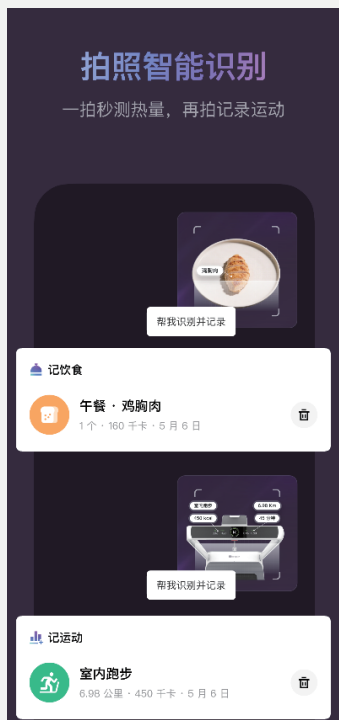 拍照智能识别
一拍秒测热量，再拍记录运动
鸡胸肉
帮我识别并记录
记饮食
午餐 · 鸡胸肉
1 个 · 160 千卡 · 5 月 6 日
室内跑步
6.98 Km
450 kcal
45 分钟
帮我识别并记录
记运动
室内跑步
6.98 公里 · 450 千卡 · 5 月 6 日